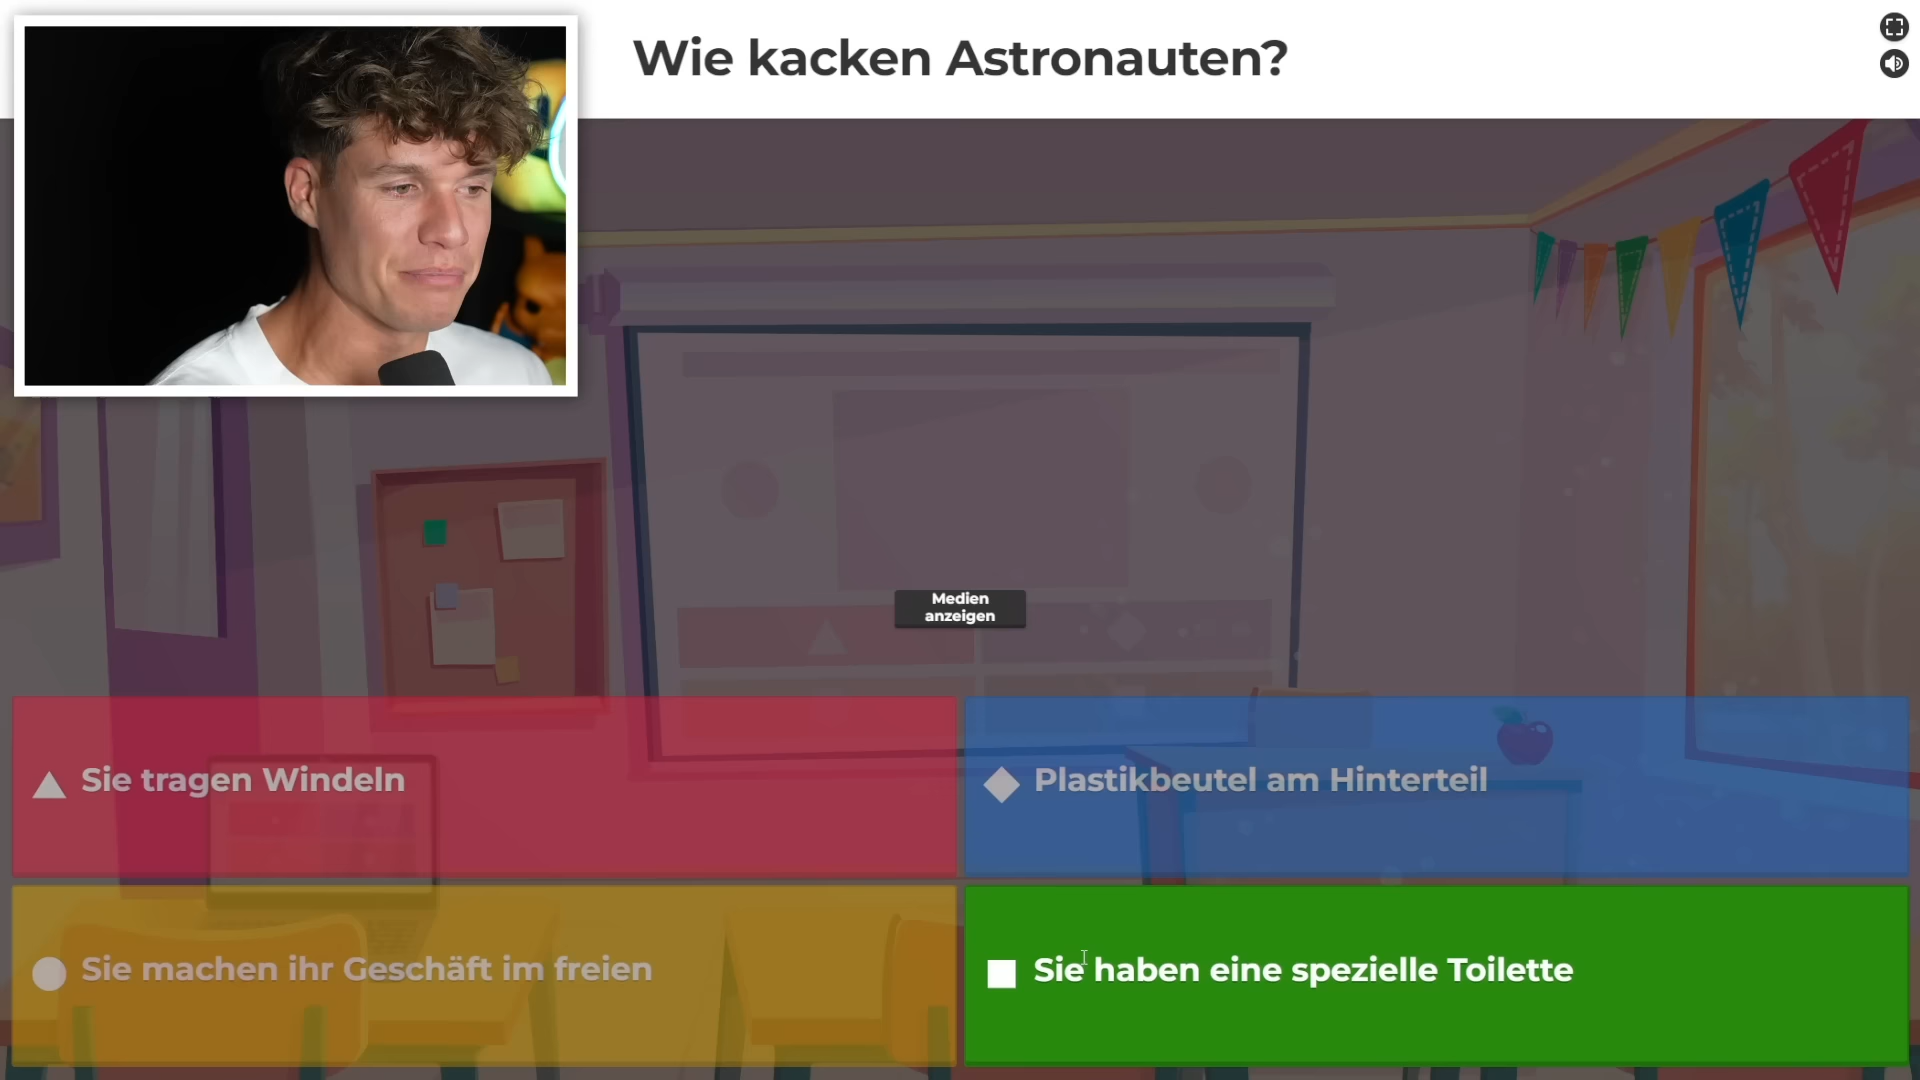 Wie kacken Astronauten?
Medien
anzeigen
Sie tragen Windeln
Plastikbeutel am Hinterteil
Sie machen ihr Geschäft im freien
Sie haben eine spezielle Toilette